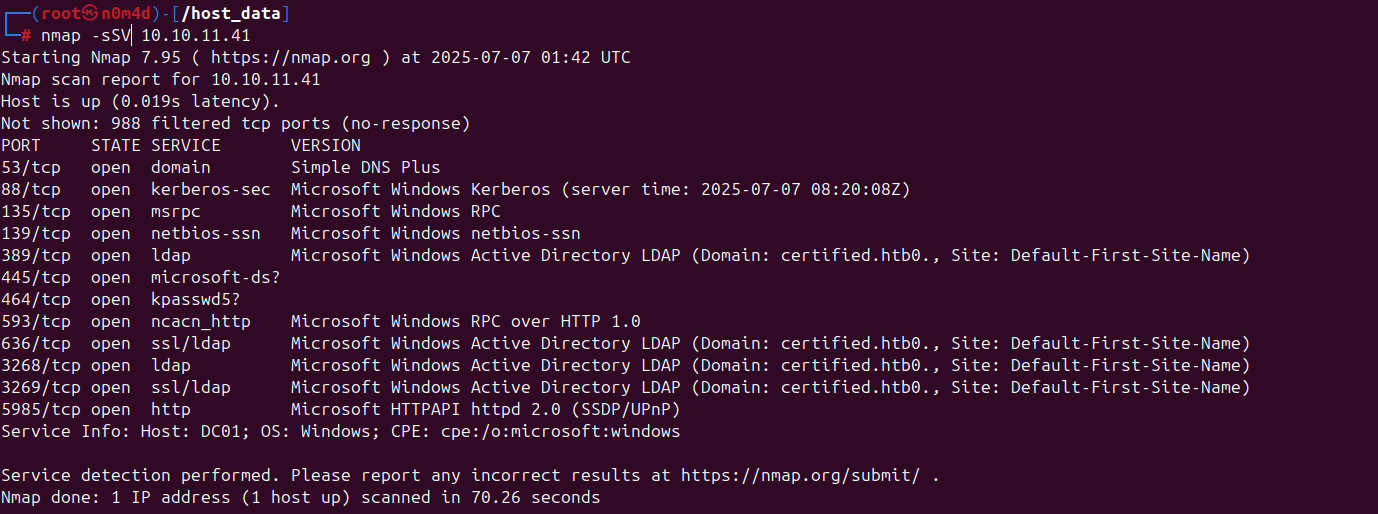 ┌──(root㉿n0m4d)-[/host_data]
└─# nmap -sSV 10.10.11.41
Starting Nmap 7.95 ( https://nmap.org ) at 2025-07-07 01:42 UTC
Nmap scan report for 10.10.11.41
Host is up (0.019s latency).
Not shown: 988 filtered tcp ports (no-response)
PORT     STATE SERVICE       VERSION
53/tcp   open  domain        Simple DNS Plus
88/tcp   open  kerberos-sec  Microsoft Windows Kerberos (server time: 2025-07-07 08:20:08Z)
135/tcp  open  msrpc         Microsoft Windows RPC
139/tcp  open  netbios-ssn   Microsoft Windows netbios-ssn
389/tcp  open  ldap          Microsoft Windows Active Directory LDAP (Domain: certified.htb0., Site: Default-First-Site-Name)
445/tcp  open  microsoft-ds?
464/tcp  open  kpasswd5?
593/tcp  open  ncacn_http    Microsoft Windows RPC over HTTP 1.0
636/tcp  open  ssl/ldap      Microsoft Windows Active Directory LDAP (Domain: certified.htb0., Site: Default-First-Site-Name)
3268/tcp open  ldap          Microsoft Windows Active Directory LDAP (Domain: certified.htb0., Site: Default-First-Site-Name)
3269/tcp open  ssl/ldap      Microsoft Windows Active Directory LDAP (Domain: certified.htb0., Site: Default-First-Site-Name)
5985/tcp open  http          Microsoft HTTPAPI httpd 2.0 (SSDP/UPnP)
Service Info: Host: DC01; OS: Windows; CPE: cpe:/o:microsoft:windows
Service detection performed. Please report any incorrect results at https://nmap.org/submit/ .
Nmap done: 1 IP address (1 host up) scanned in 70.26 seconds